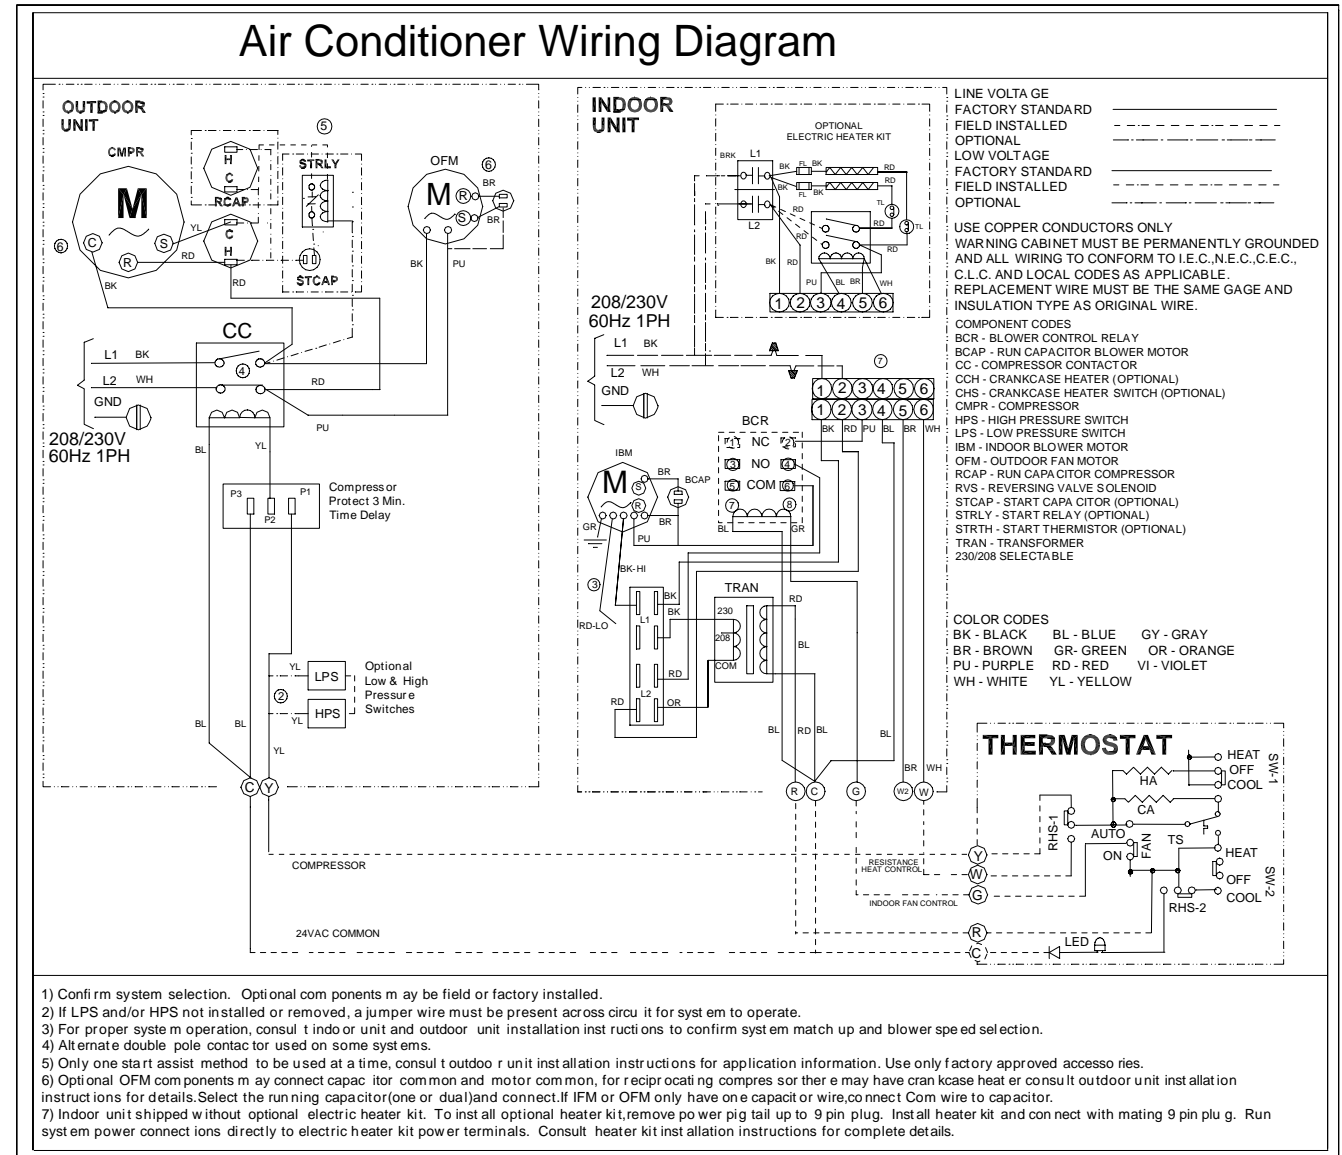 Air Conditioner Wiring Diagram
OUTDOOR
UNIT
CMPR
M
C
S
R
6
H
C
RCAP
C
H
5
STRLY
STCAP
YL
RD
BK
RD
OFM
M
R
S
6
BR
BR
BK
PU
CC
4
L1 BK
L2 WH
GND
208/230V
60Hz 1PH
RD
PU
BL
YL
P3
P2
P1
Compressor
Protect 3 Min.
Time Delay
YL
LPS
2
YL
HPS
Optional
Low & High
Pressure
Switches
BL
BL
YL
C
Y
COMPRESSOR
24VAC COMMON
INDOOR
UNIT
OPTIONAL
ELECTRIC HEATER KIT
BRK
L1
L2
BK FL BK
RD
BK FL BK
RD
RD
RD
RD
RD
TL
TL
BK
RD
PU
BL
BR
WH
1 2 3 4 5 6
208/230V
60Hz 1PH
L1 BK
L2 WH
GND
7
1 2 3 4 5 6
1 2 3 4 5 6
BK RD PU BL BR WH
BCR
1 NC 2
3 NO 4
5 COM 6
7 8
BL
GR
IBM
M
S
R
BR
BCAP
BR
GR
PU
BK-HI
3
RD-LO
BK
BK
L1
RD
L2
RD
OR
TRAN
230
208
COM
RD
BL
BL
RD
BL
BL
BR
WH
R
C
G
W2
W
RESISTANCE
HEAT CONTROL
INDOOR FAN CONTROL
LINE VOLTA GE
FACTORY STANDARD
FIELD INSTALLED
OPTIONAL
LOW VOLTAGE
FACTORY STANDARD
FIELD INSTALLED
OPTIONAL
USE COPPER CONDUCTORS ONLY
WARNING CABINET MUST BE PERMANENTLY GROUNDED
AND ALL WIRING TO CONFORM TO I.E.C.,N.E.C.,C.E.C.,
C.L.C. AND LOCAL CODES AS APPLICABLE.
REPLACEMENT WIRE MUST BE THE SAME GAGE AND
INSULATION TYPE AS ORIGINAL WIRE.
COMPONENT CODES
BCR - BLOWER CONTROL RELAY
BCAP - RUN CAPACITOR BLOWER MOTOR
CC - COMPRESSOR CONTACTOR
CCH - CRANKCASE HEATER (OPTIONAL)
CHS - CRANKCASE HEATER SWITCH (OPTIONAL)
CMPR - COMPRESSOR
HPS - HIGH PRESSURE SWITCH
LPS - LOW PRESSURE SWITCH
IBM - INDOOR BLOWER MOTOR
OFM - OUTDOOR FAN MOTOR
RCAP - RUN CAPACITOR COMPRESSOR
RVS - REVERSING VALVE SOLENOID
STCAP - START CAPACITOR (OPTIONAL)
STRLY - START RELAY (OPTIONAL)
STRTH - START THERMISTOR (OPTIONAL)
TRAN - TRANSFORMER
230/208 SELECTABLE
COLOR CODES
BK - BLACK BL - BLUE GY - GRAY
BR - BROWN GR- GREEN OR - ORANGE
PU - PURPLE RD - RED VI - VIOLET
WH - WHITE YL - YELLOW
THERMOSTAT
HEAT
OFF
COOL
SW-1
HA
CA
RHS-1
AUTO
ON
FAN
TS
HEAT
OFF
COOL
SW-2
RHS-2
LED
Y
W
G
R
C
1) Confirm system selection. Optional components may be field or factory installed.
2) If LPS and/or HPS not installed or removed, a jumper wire must be present across circuit for system to operate.
3) For proper system operation, consult indoor unit and outdoor unit installation instructions to confirm system match up and blower speed selection.
4) Alternate double pole contactor used on some systems.
5) Only one start assist method to be used at a time, consult outdoor unit installation instructions for application information. Use only factory approved accessories.
6) Optional OFM components may connect capacitor common and motor common, for reciprocating compressor there may have crankcase heater consult outdoor unit installation
instructions for details.Select the running capacitor(one or dual)and connect.If IFM or OFM only have one capacitor wire,connect Com wire to capacitor.
7) Indoor unit shipped without optional electric heater kit. To install optional heater kit,remove power pig tail up to 9 pin plug. Install heater kit and connect with mating 9 pin plug. Run
system power connections directly to electric heater kit power terminals. Consult heater kit installation instructions for complete details.